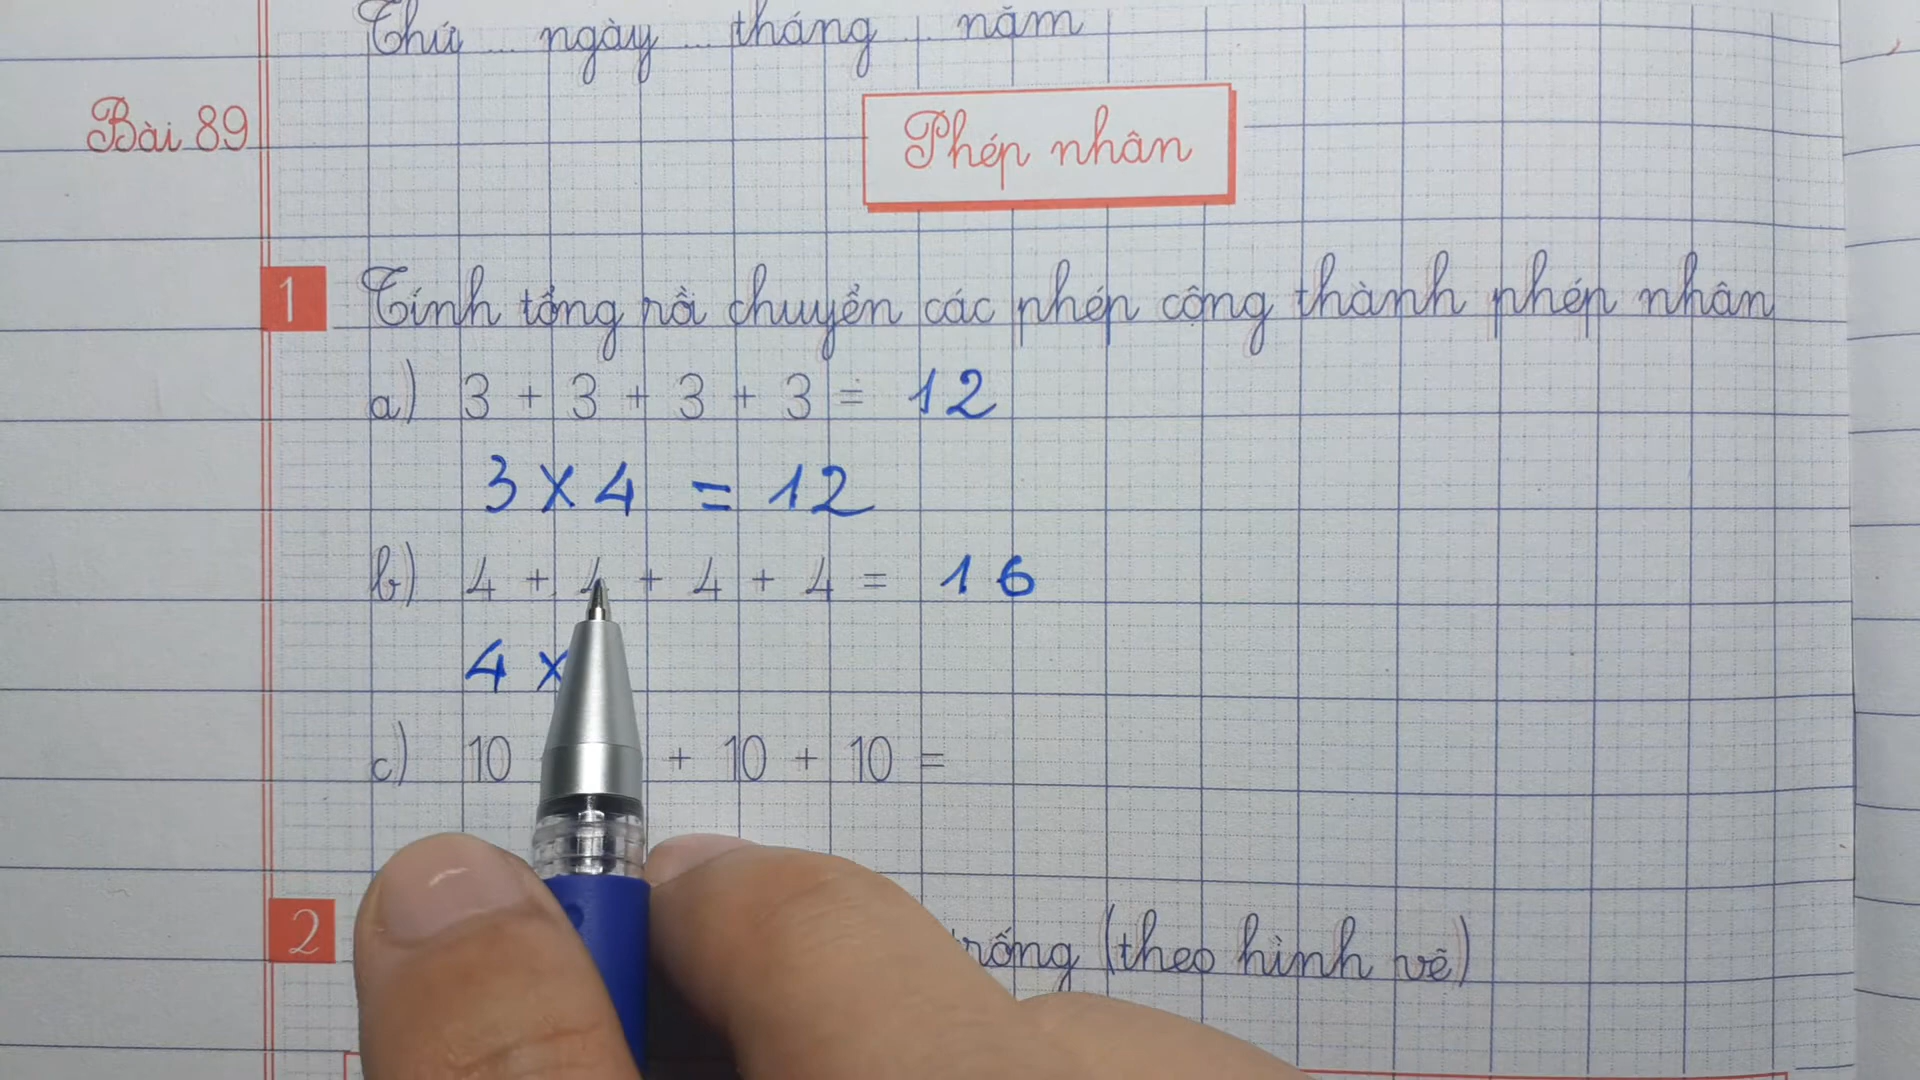 Thứ ... ngày ... tháng ... năm
Bài 89
Phép nhân
1 Tính tổng rồi chuyển các phép cộng thành phép nhân
a) 3 + 3 + 3 + 3 = 12
3 x 4 = 12
b) 4 + 4 + 4 + 4 = 16
4 x
c) 10 + 10 + 10 =
2 trống (theo hình vẽ)